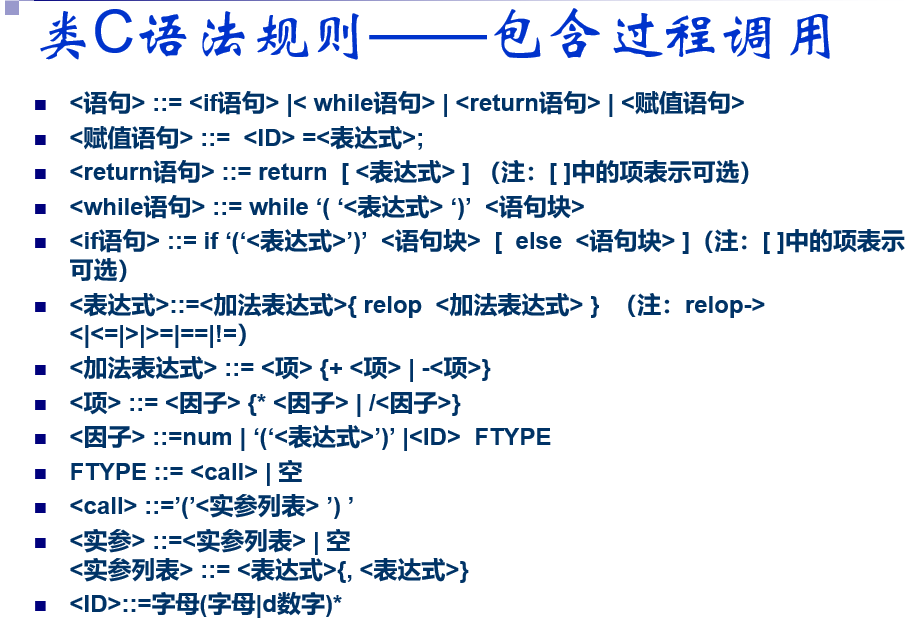 类C语法规则——包含过程调用
<语句> ::= <if语句> |< while语句> | <return语句> | <赋值语句>
<赋值语句> ::=  <ID> =<表达式>;
<return语句> ::= return  [ <表达式> ] （注：[ ]中的项表示可选）
<while语句> ::= while ‘( ‘<表达式> ‘)’  <语句块>
<if语句> ::= if ‘(‘<表达式>’)’  <语句块>  [  else  <语句块> ]（注：[ ]中的项表示
可选）
<表达式>::=<加法表达式>{ relop  <加法表达式> } （注：relop->
<|<=|>|>=|==|!=）
<加法表达式> ::= <项> {+ <项> | -<项>}
<项> ::= <因子> {* <因子> | /<因子>}
<因子> ::=num | ‘(‘<表达式>’)’ |<ID>  FTYPE
FTYPE ::= <call> | 空
<call> ::=’(’<实参列表> ’) ’
<实参> ::=<实参列表> | 空
<实参列表> ::= <表达式>{, <表达式>}
<ID>::=字母(字母|d数字)*